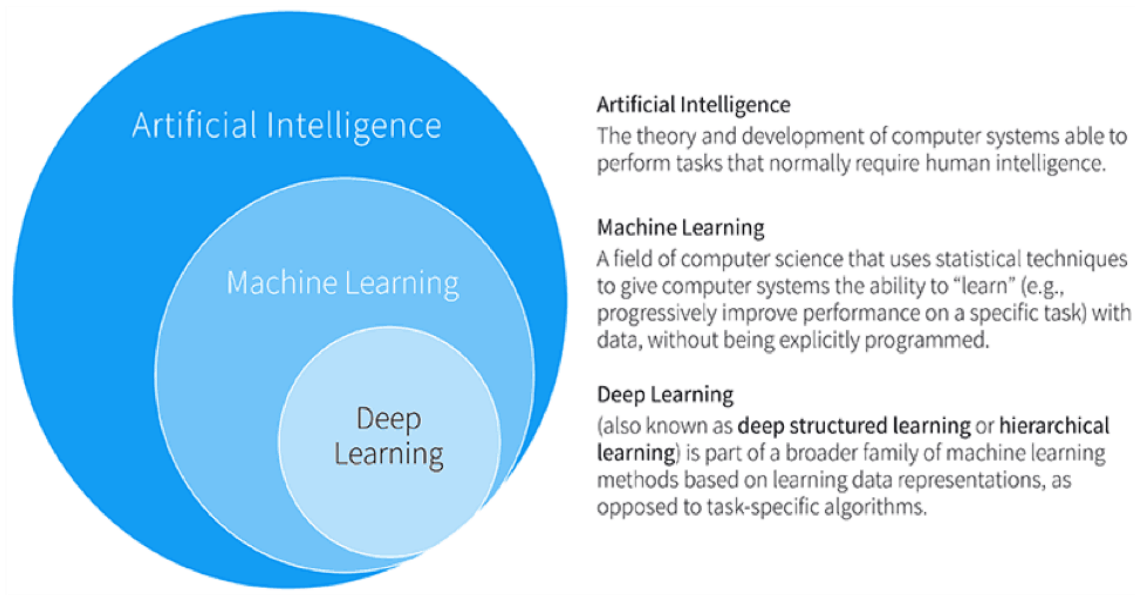 Artificial Intelligence
Machine Learning
Deep
Learning
Artificial Intelligence
The theory and development of computer systems able to
perform tasks that normally require human intelligence.
Machine Learning
A field of computer science that uses statistical techniques
to give computer systems the ability to “learn” (e.g.,
progressively improve performance on a specific task) with
data, without being explicitly programmed.
Deep Learning
(also known as deep structured learning or hierarchical
learning) is part of a broader family of machine learning
methods based on learning data representations, as
opposed to task-specific algorithms.